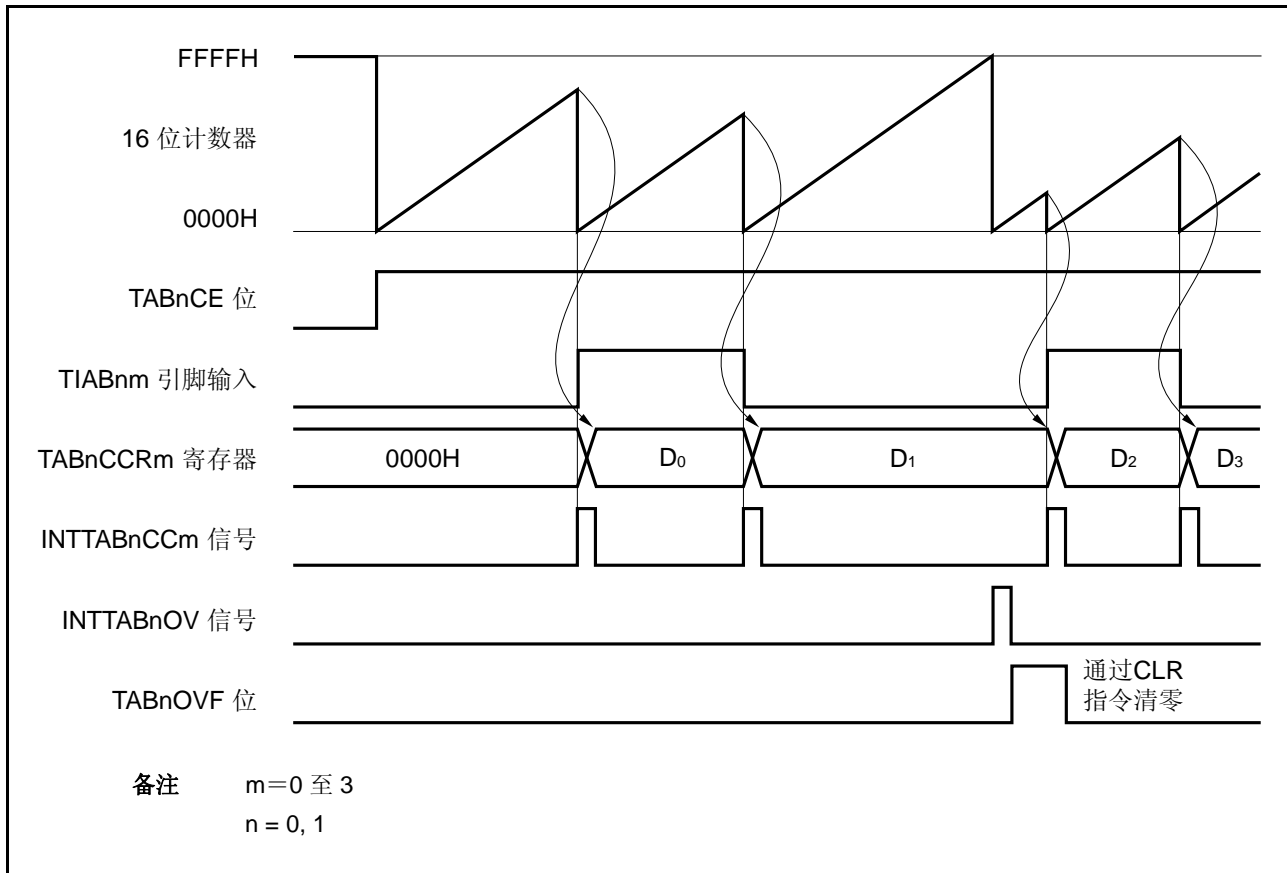 FFFFH
16 位计数器
0000H
TABnCE 位
TIABnm 引脚输入
TABnCCRm 寄存器
0000H D0 D1 D2 D3
INTTABnCCm 信号
INTTABnOV 信号
TABnOVF 位
通过CLR
指令清零
备注 m＝0 至 3
n = 0, 1